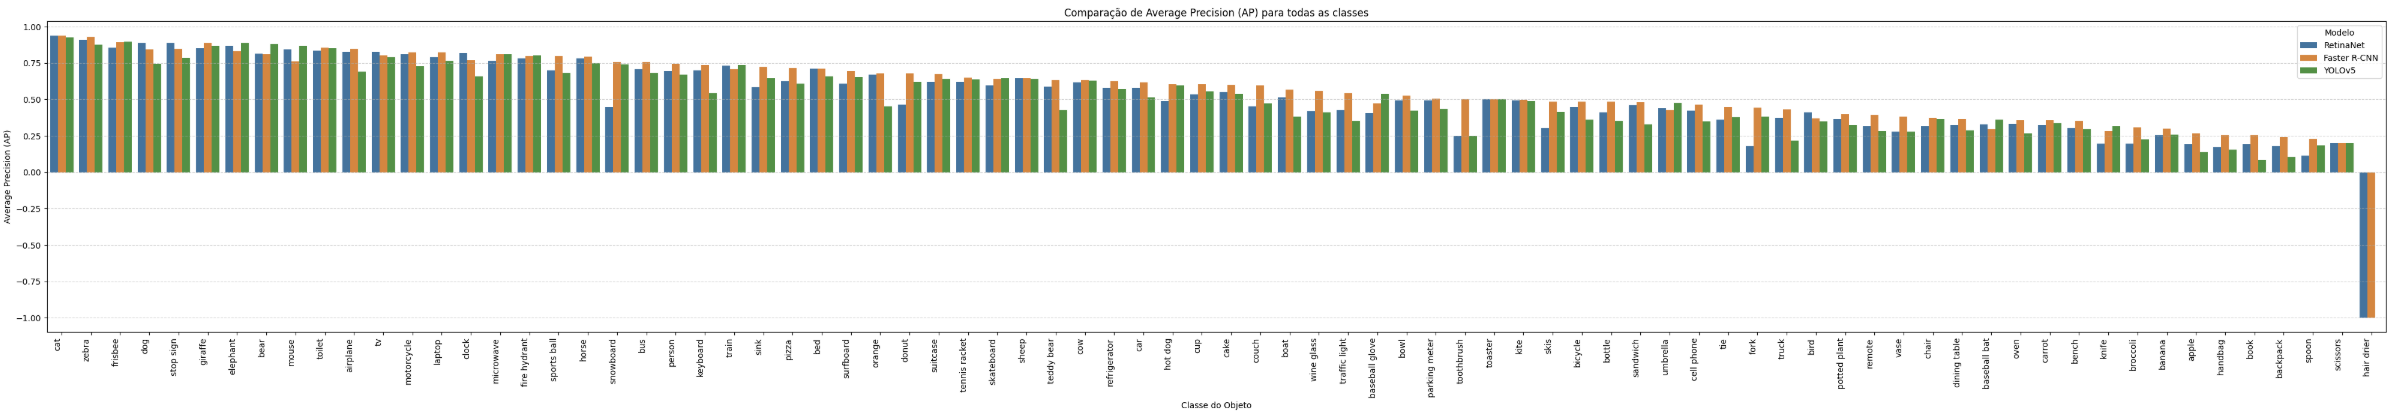 Comparação de Average Precision (AP) para todas as classes
Modelo
RetinaNet
Faster R-CNN
YOLOv5
Average Precision (AP)
1.00
0.75
0.50
0.25
0.00
−0.25
−0.50
−0.75
−1.00
cat
zebra
frisbee
dog
stop sign
giraffe
elephant
bear
mouse
toilet
airplane
tv
motorcycle
laptop
clock
microwave
fire hydrant
sports ball
horse
snowboard
bus
person
keyboard
train
sink
pizza
bed
surfboard
orange
donut
suitcase
tennis racket
skateboard
sheep
teddy bear
cow
refrigerator
car
hot dog
cup
cake
couch
boat
wine glass
traffic light
baseball glove
bowl
parking meter
toothbrush
toaster
kite
skis
bicycle
bottle
sandwich
umbrella
cell phone
tie
fork
truck
bird
potted plant
remote
vase
chair
dining table
baseball bat
oven
carrot
bench
knife
broccoli
banana
apple
handbag
book
backpack
spoon
scissors
hair drier
Classe do Objeto